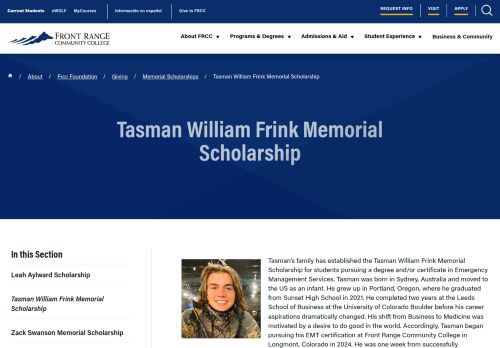 Current Students eWOLF MyCourses Información en español Give to FRCC REQUEST INFO VISIT APPLY
FRONT RANGE
COMMUNITY COLLEGE
About FRCC Programs & Degrees Admissions & Aid Student Experience Business & Community
/ About / Frcc Foundation / Giving / Memorial Scholarships / Tasman William Frink Memorial Scholarship
Tasman William Frink Memorial
Scholarship
In this Section
Leah Aylward Scholarship
Tasman William Frink Memorial
Scholarship
Zack Swanson Memorial Scholarship
Tasman's family has established the Tasman William Frink Memorial
Scholarship for students pursuing a degree and/or certificate in Emergency
Management Services. Tasman was born in Sydney, Australia and moved to
the US as an infant. He grew up in Portland, Oregon, where he graduated
from Sunset High School in 2021. He completed two years at the Leeds
School of Business at the University of Colorado Boulder before his career
aspirations dramatically changed. His shift from Business to Medicine was
motivated by a desire to do good in the world. Accordingly, Tasman began
pursuing his EMT certification at Front Range Community College in
Longmont, Colorado in 2024. He was one week from successfully